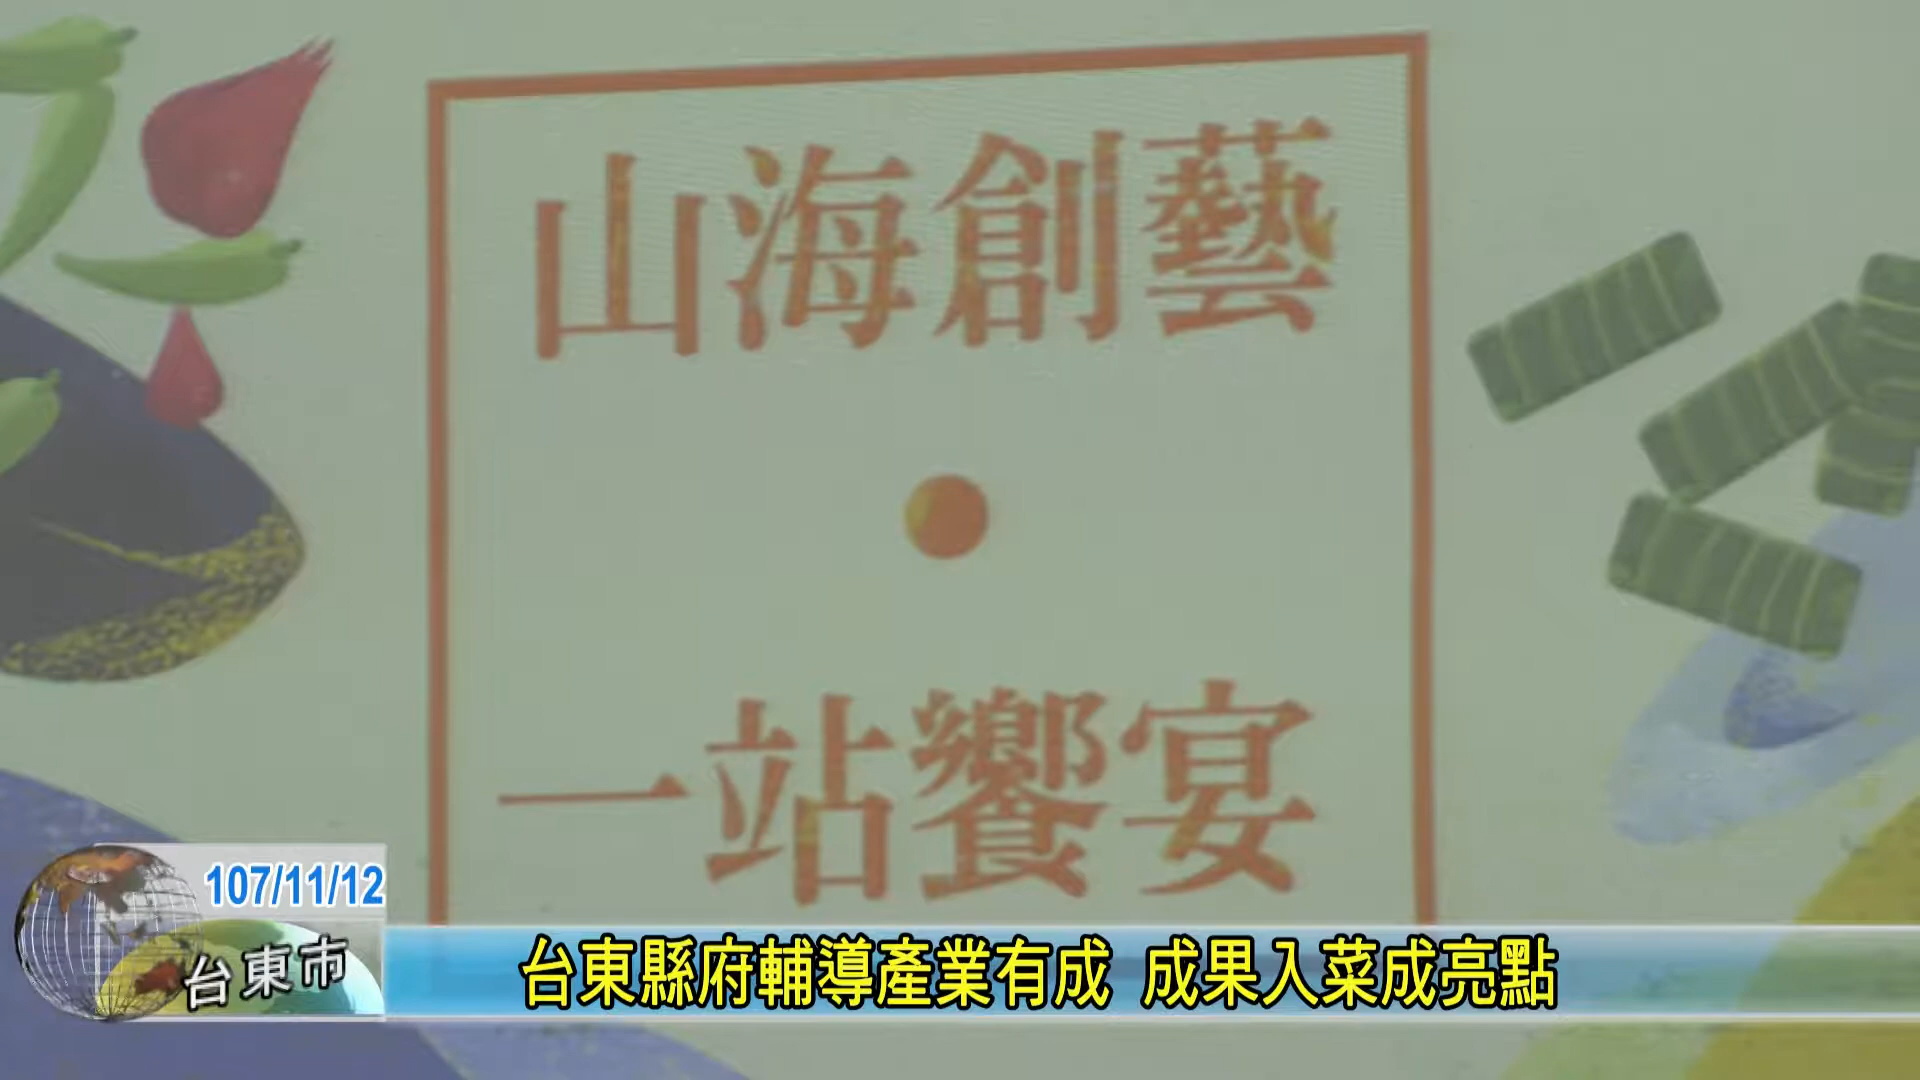 山海創藝
•
一站饗宴
107/11/12
台東市
台東縣府輔導產業有成 成果入菜成亮點